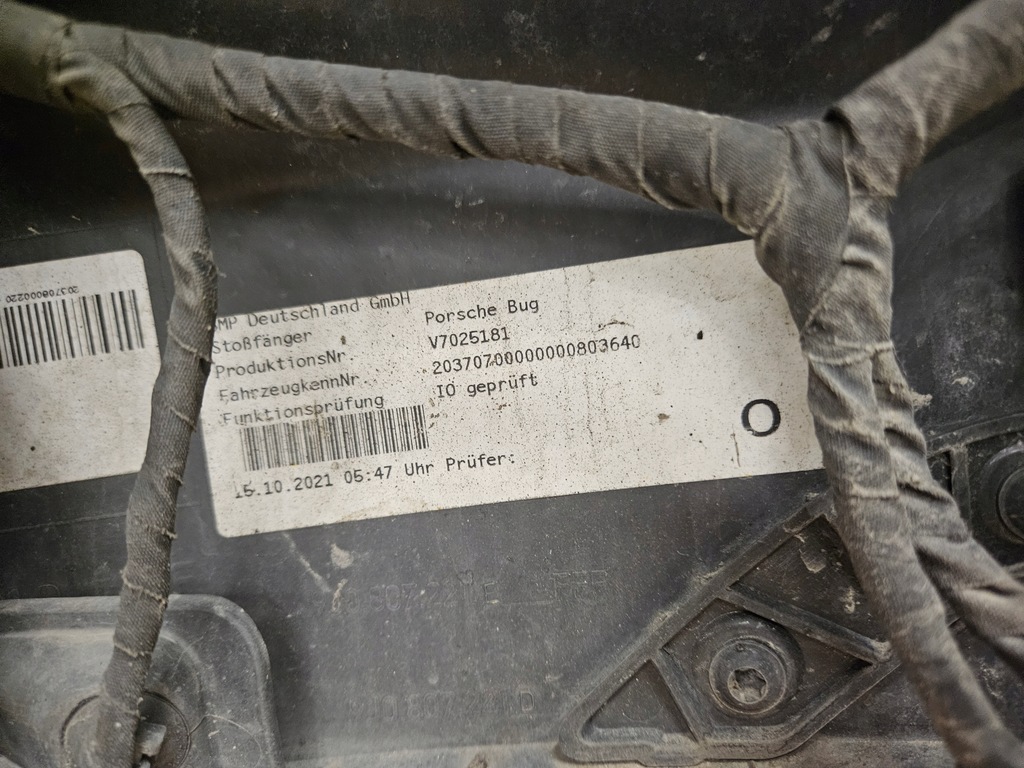 2037080000220
SMP Deutschland GmbH
Stoßfänger Porsche Bug
ProduktionsNr. V7025181
FahrzeugkennNr 20370700000000803640
Funktionsprüfung IO geprüft
15.10.2021 05:47 Uhr Prüfer:
O